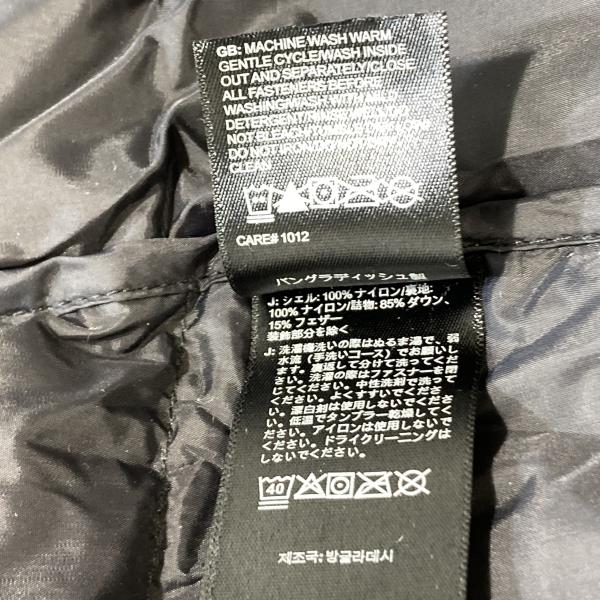 GB: MACHINE WASH WARM
GENTLE CYCLE/WASH INSIDE
OUT AND SEPARATELY/CLOSE
ALL FASTENERS BEFORE
WASHING/WASH WITH
DETERGENT/
NOT BLEACH/
DO NOT IRON/DO NOT
CLEAN
CARE# 1012
バングラディッシュ製
J: シェル: 100% ナイロン/裏地:
100% ナイロン/詰物: 85% ダウン,
15% フェザー
装飾部分を除く
J: 洗濯機洗いの際はぬるま湯で、弱
水流（手洗いコース）でお願いし
ます。裏返して分けて洗ってくだ
さい。洗濯の際はファスナーを閉
じてください。中性洗剤で洗って
ください。よくすすいでくださ
い。漂白剤は使用しないでくださ
い。低温でタンブラー乾燥してく
ださい。アイロンは使用しないで
ください。ドライクリーニングは
しないでください。
40
제조국: 방글라데시